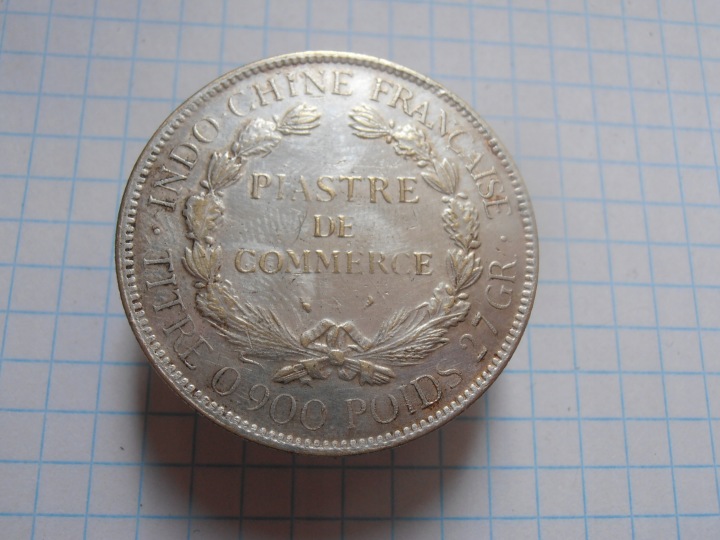 INDO-CHINE FRANÇAISE
PIASTRE
DE
COMMERCE
TITRE 0,900 POIDS 27 GR.